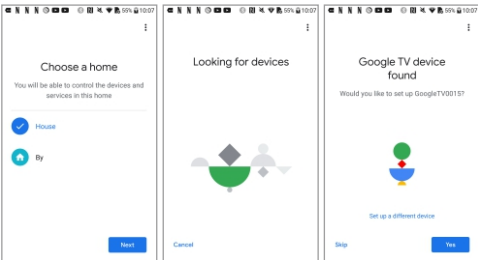 55% 10:07
Choose a home
You will be able to control the devices and
services in this home
House
By
Next
55% 10:07
Looking for devices
Cancel
55% 10:07
Google TV device
found
Would you like to set up GoogleTV0015?
Set up a different device
Skip
Yes